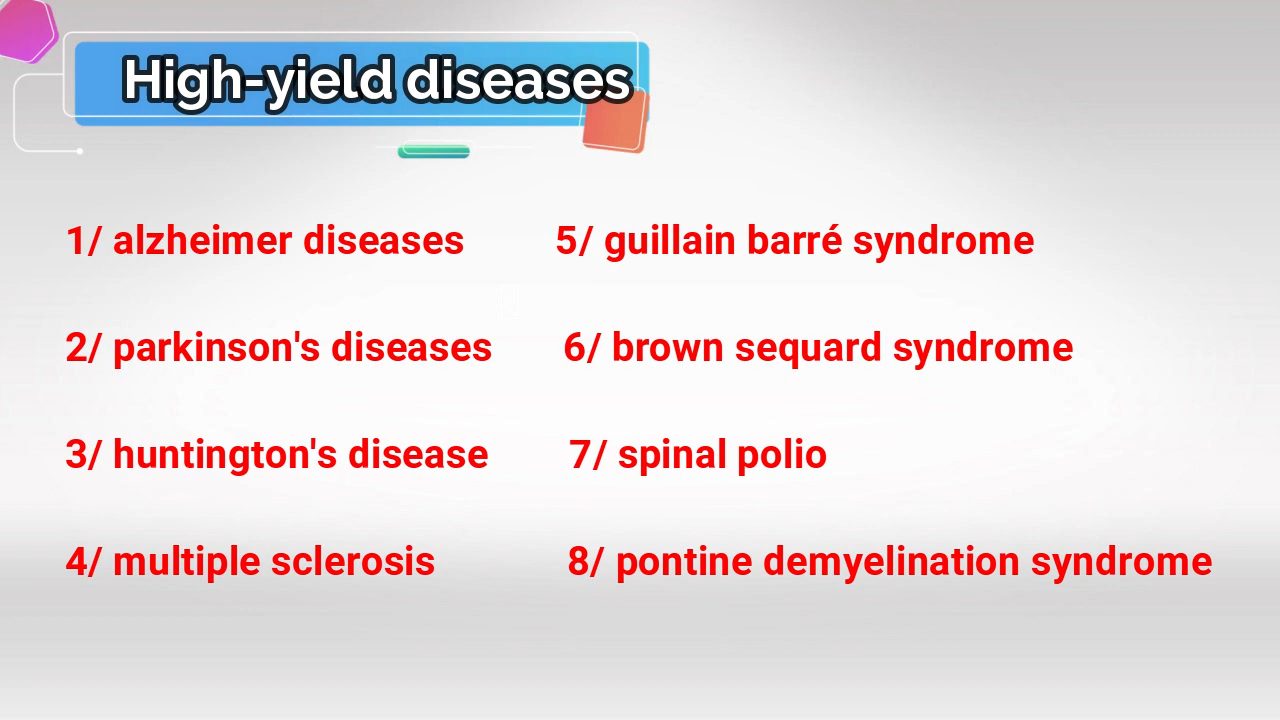 High-yield diseases
1/ alzheimer diseases
2/ parkinson's diseases
3/ huntington's disease
4/ multiple sclerosis
5/ guillain barré syndrome
6/ brown sequard syndrome
7/ spinal polio
8/ pontine demyelination syndrome